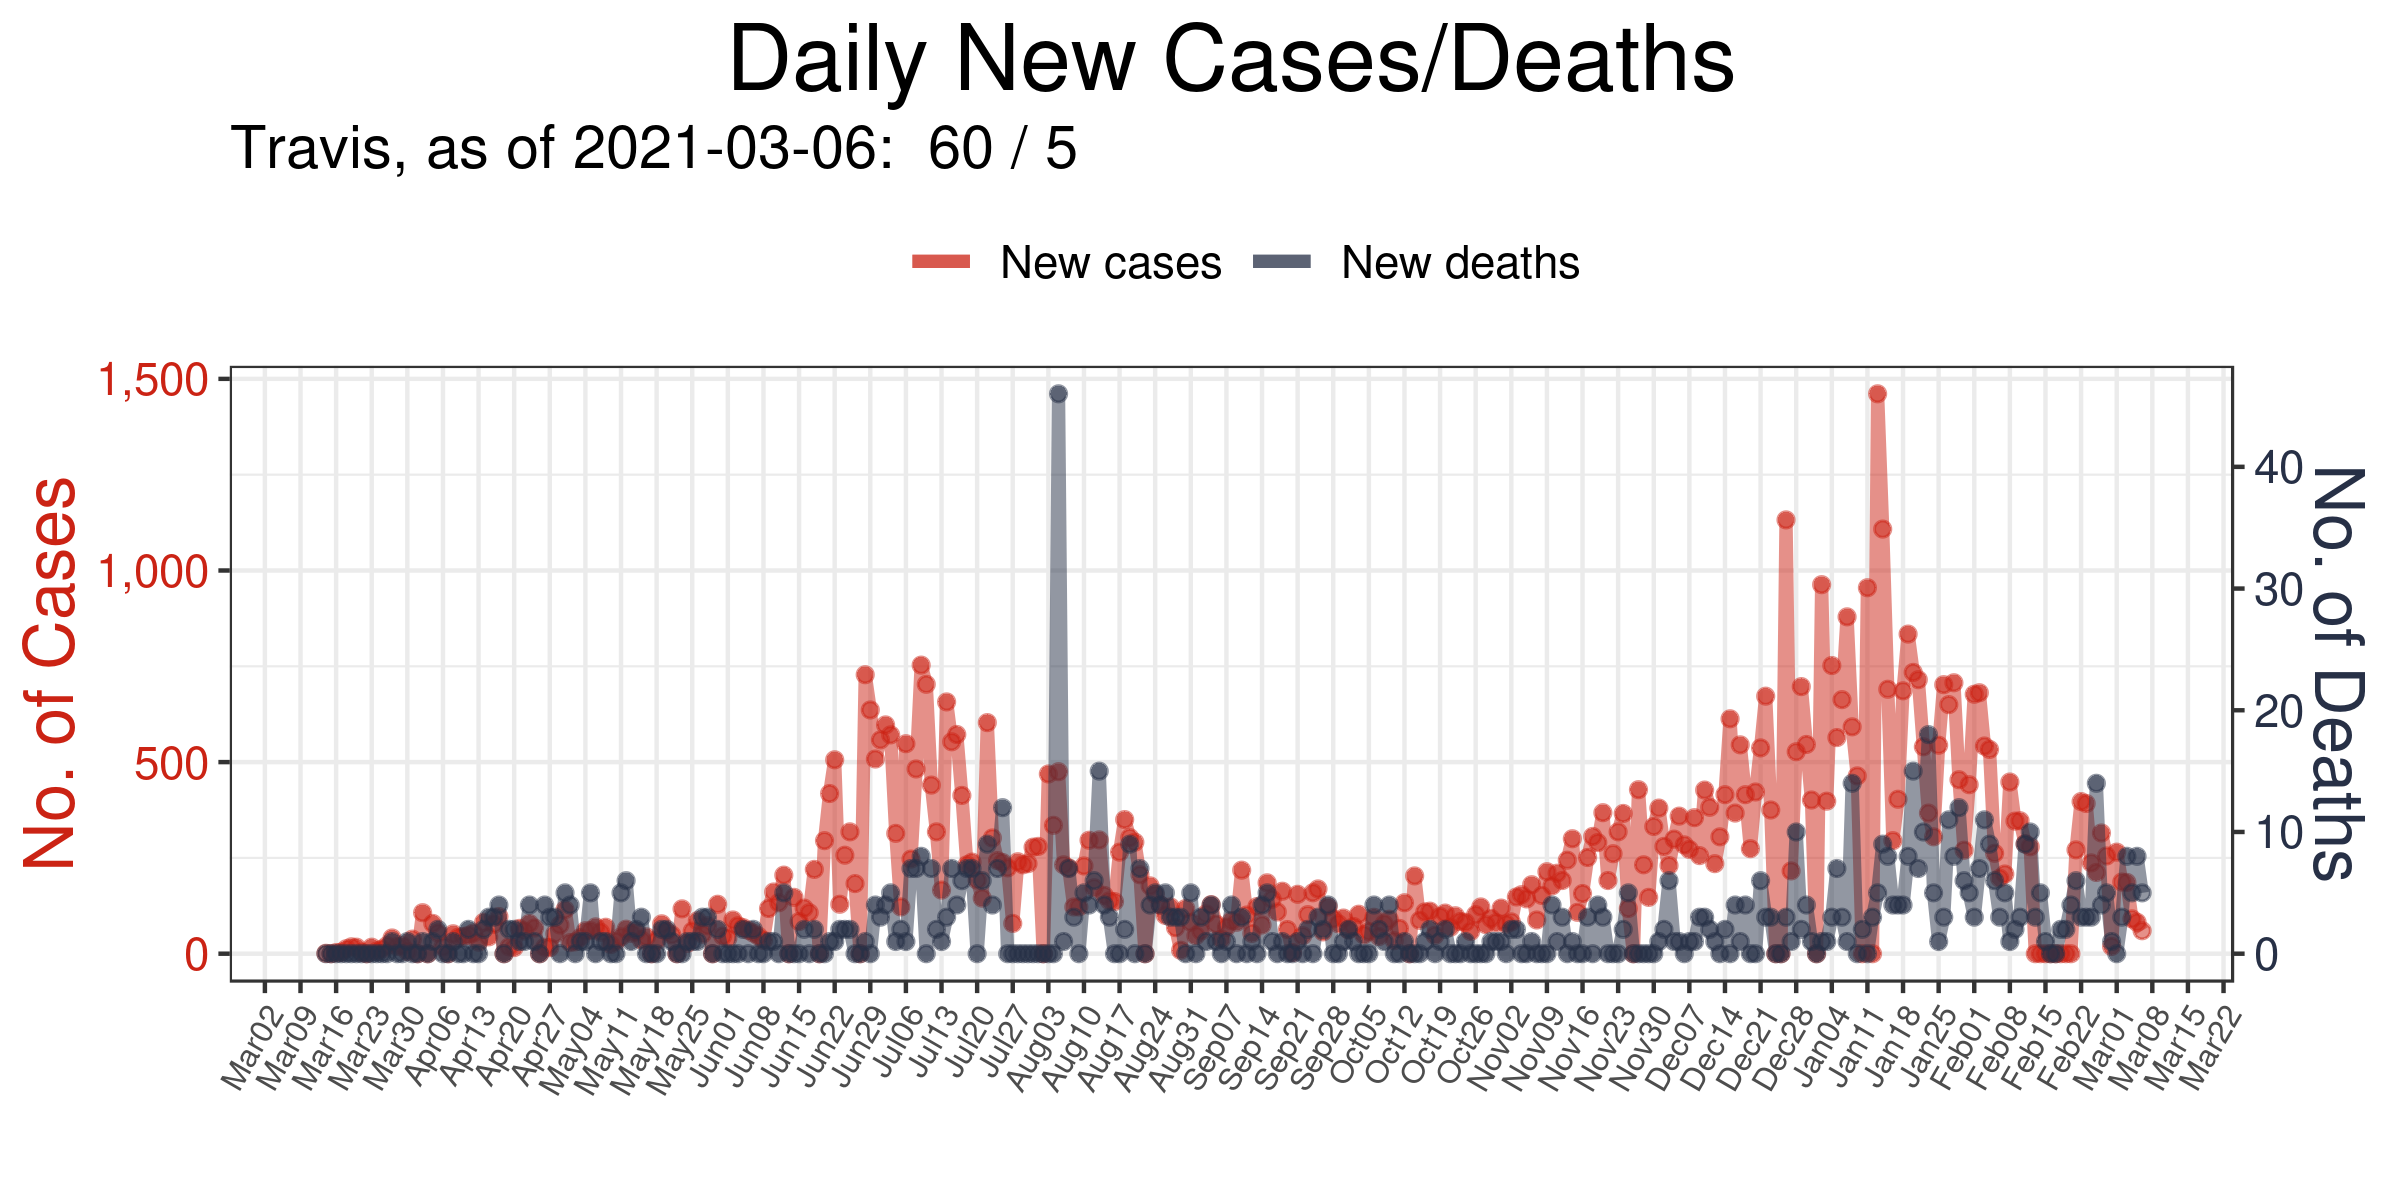 Daily New Cases/Deaths
Travis, as of 2021-03-06:  60 / 5
New cases
New deaths
No. of Cases
1,500
1,000
500
0
40
30
20
10
0
No. of Deaths
Mar02
Mar09
Mar16
Mar23
Mar30
Apr06
Apr13
Apr20
Apr27
May04
May11
May18
May25
Jun01
Jun08
Jun15
Jun22
Jun29
Jul06
Jul13
Jul20
Jul27
Aug03
Aug10
Aug17
Aug24
Aug31
Sep07
Sep14
Sep21
Sep28
Oct05
Oct12
Oct19
Oct26
Nov02
Nov09
Nov16
Nov23
Nov30
Dec07
Dec14
Dec21
Dec28
Dec04
Jan11
Jan18
Jan25
Feb01
Feb08
Feb15
Feb22
Mar01
Mar08
Mar15
Mar22